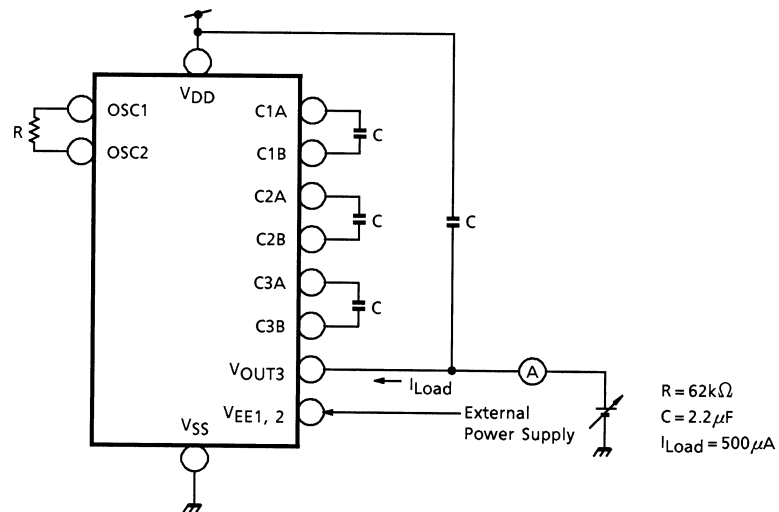 VDD
OSC1
OSC2
R
C1A
C1B
C
C2A
C2B
C
C3A
C3B
C
C
VOUT3
ILoad
A
VEE1, 2
External
Power Supply
VSS
R = 62kΩ
C = 2.2μF
ILoad = 500μA